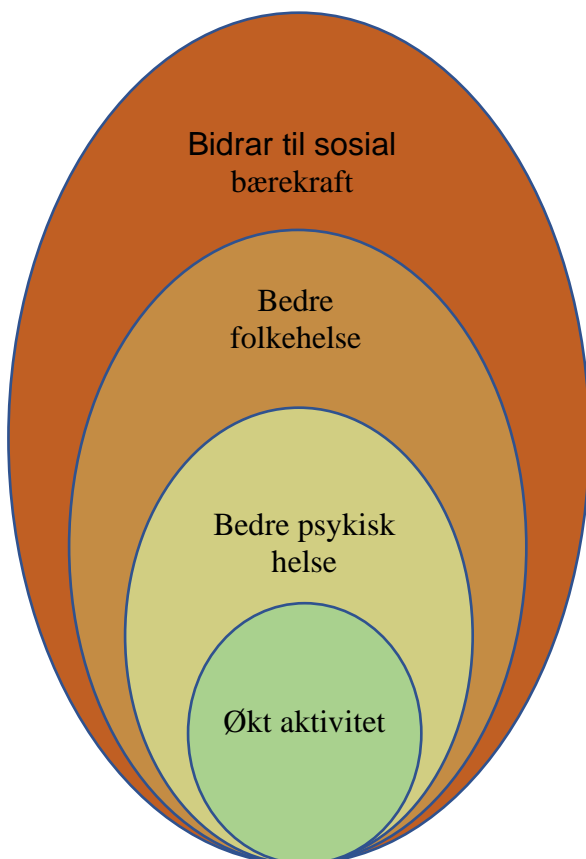 Bidrar til sosial
bærekraft
Bedre
folkehelse
Bedre psykisk
helse
Økt aktivitet